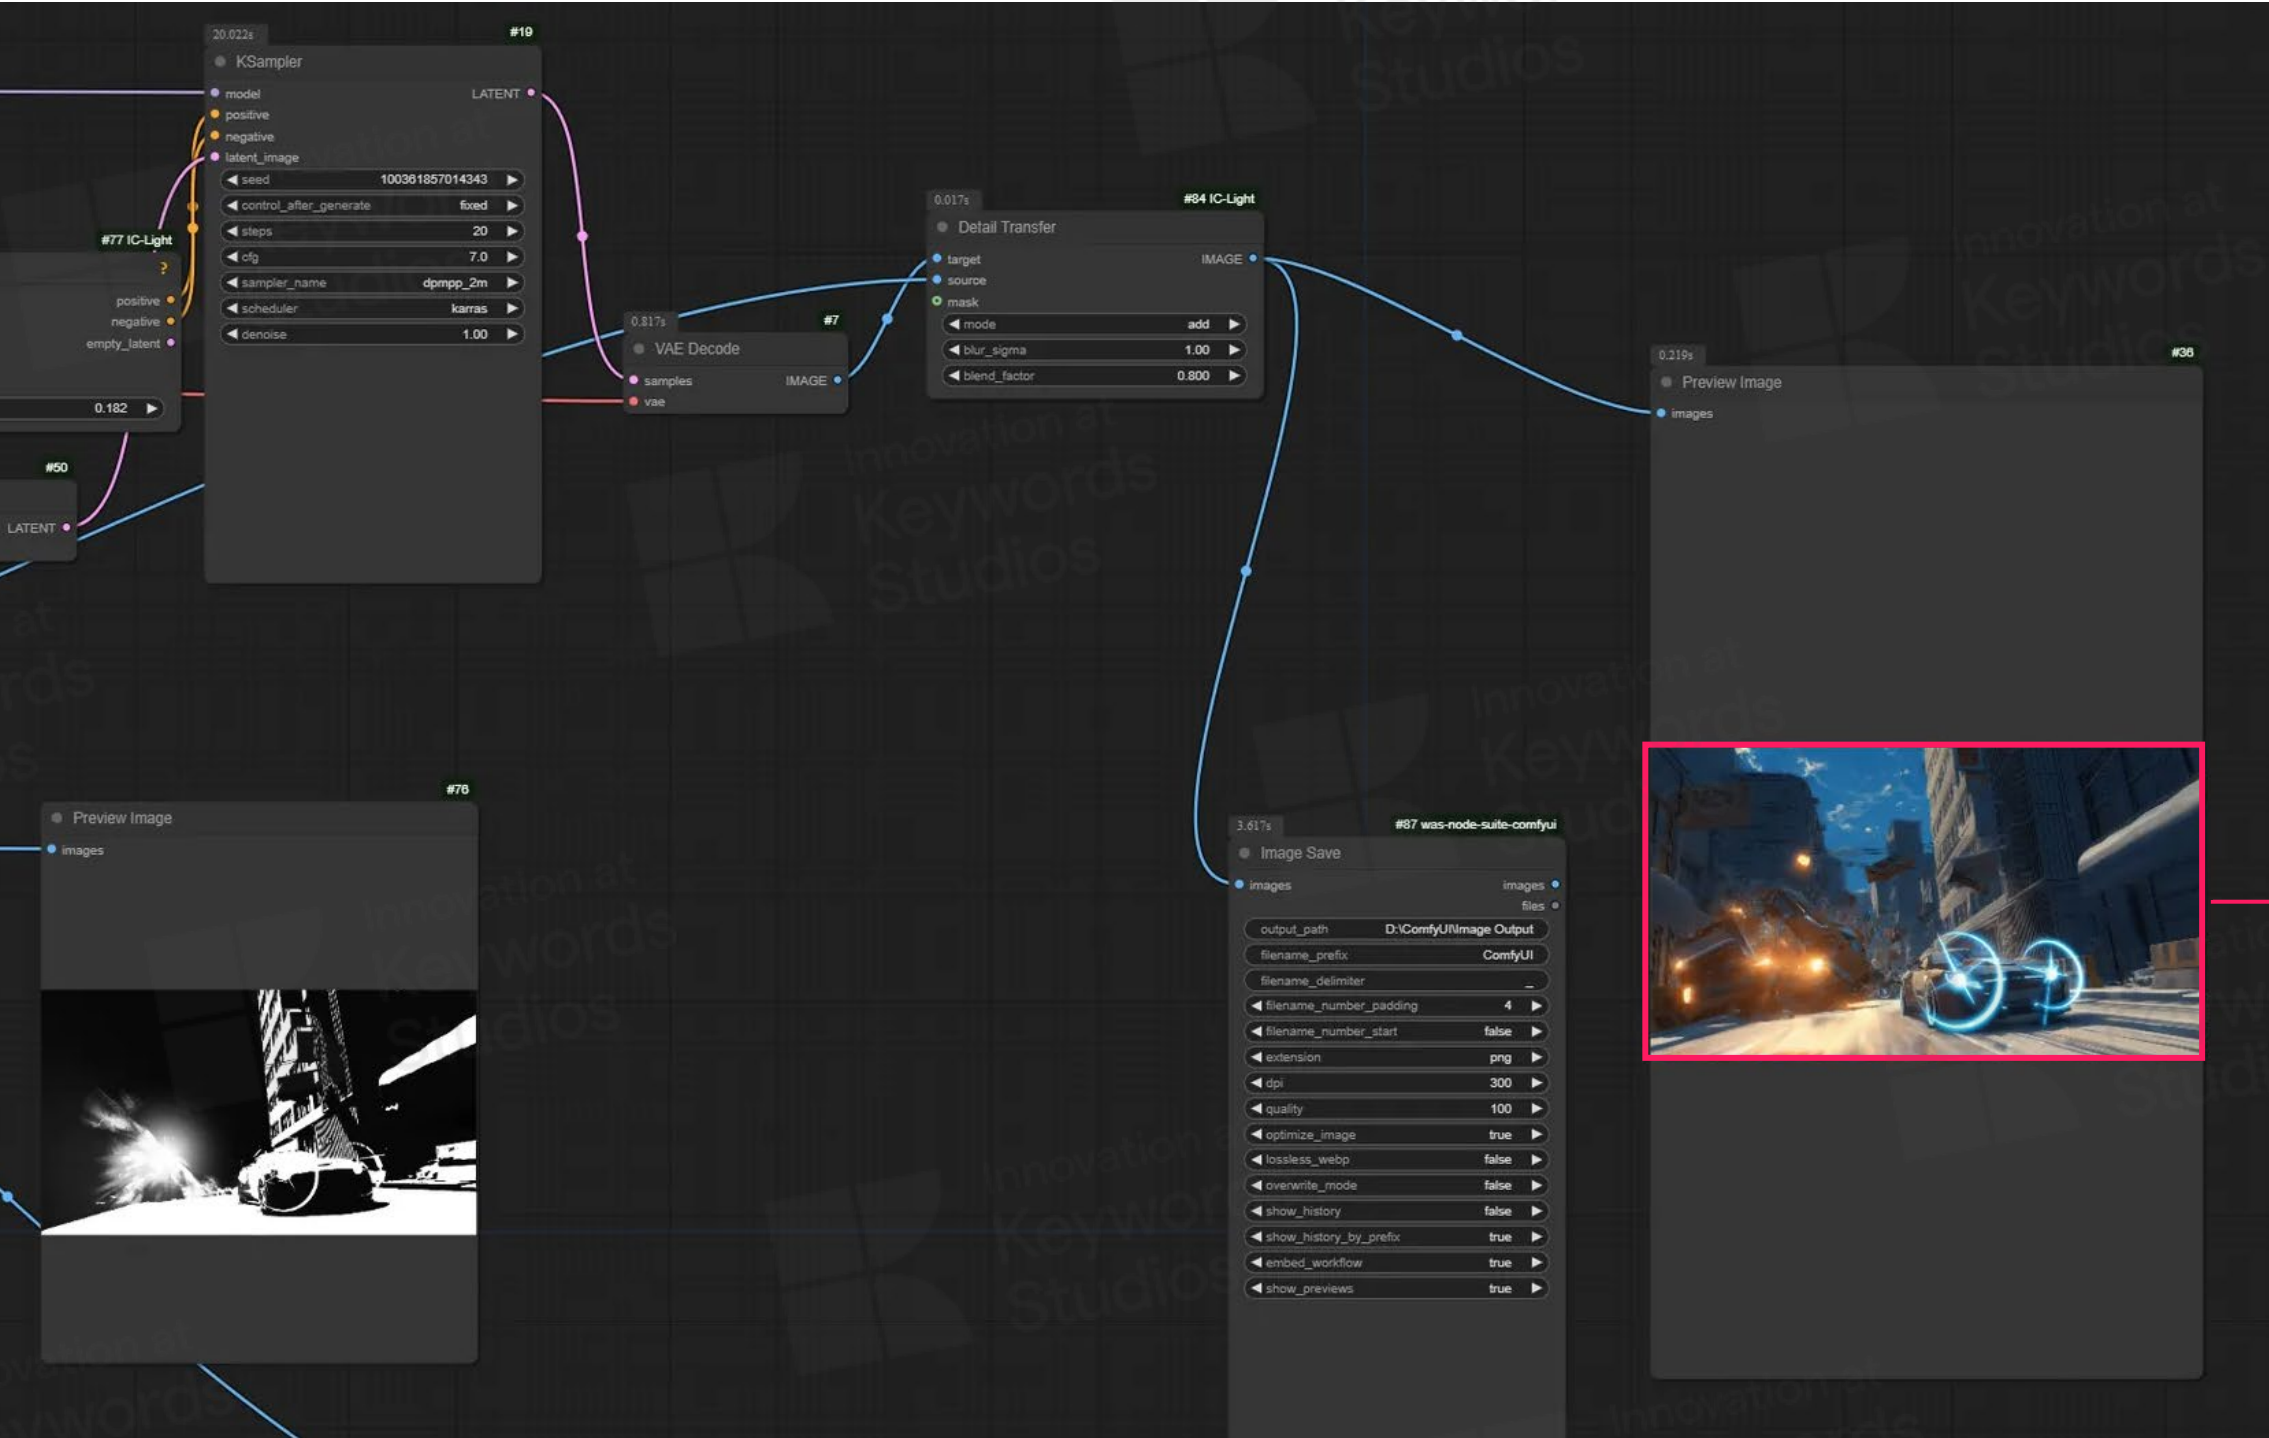 20.022s
#19
KSampler
model
LATENT
positive
negative
latent_image
seed 100361857014343
control_after_generate fixed
steps 20
cfg 7.0
sampler_name dpmpp_2m
scheduler karras
denoise 1.00
#77 IC-Light
?
positive
negative
empty_latent
0.182
#50
LATENT
0.817s
#7
VAE Decode
samples IMAGE
vae
0.017s
#84 IC-Light
Detail Transfer
target IMAGE
source
mask
mode add
blur_sigma 1.00
blend_factor 0.800
0.219s
#36
Preview Image
images
#76
Preview Image
images
3.617s
#87 was-node-suite-comfyui
Image Save
images images
files
output_path D:\ComfyUI\Image Output
filename_prefix ComfyUI
filename_delimiter _
filename_number_padding 4
filename_number_start false
extension png
dpi 300
quality 100
optimize_image true
lossless_webp false
overwrite_mode false
show_history false
show_history_by_prefix true
embed_workflow true
show_previews true
Innovation at
Keywords
Studios